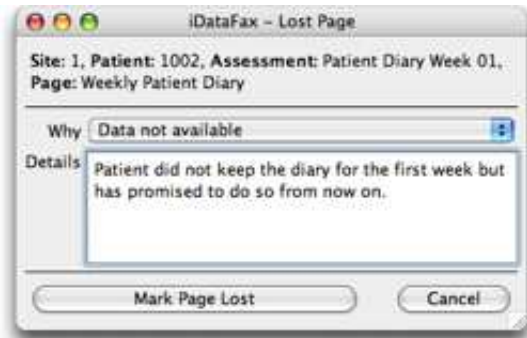 iDataFax – Lost Page
Site: 1, Patient: 1002, Assessment: Patient Diary Week 01,
Page: Weekly Patient Diary
Why Data not available
Details Patient did not keep the diary for the first week but
has promised to do so from now on.
Mark Page Lost Cancel